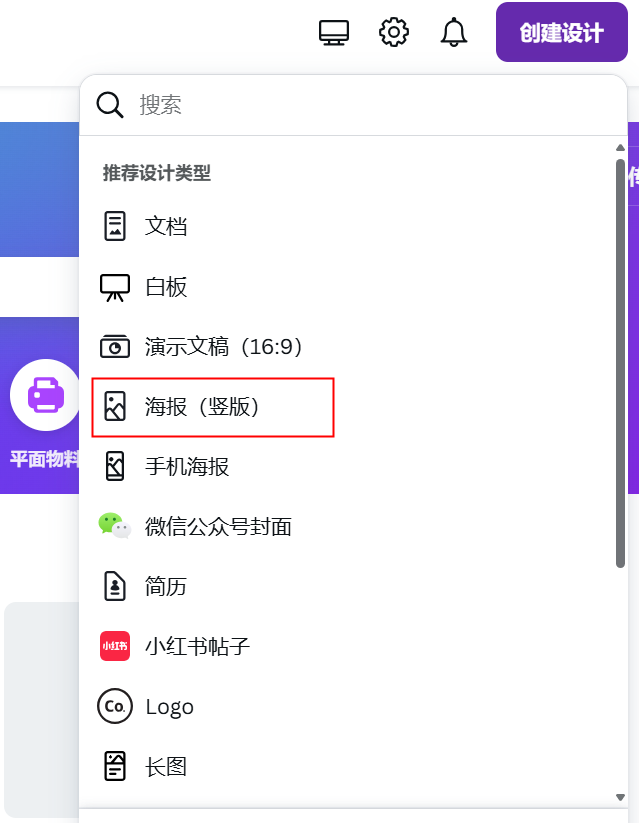 创建设计
搜索
推荐设计类型
文档
白板
演示文稿（16:9）
海报（竖版）
手机海报
平面物料
微信公众号封面
简历
小红书 小红书帖子
Co. Logo
长图